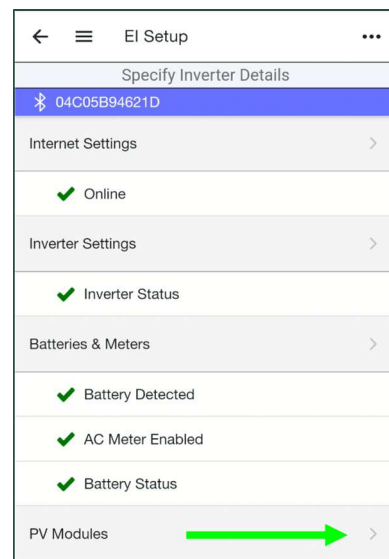 EI Setup
Specify Inverter Details
04C05B94621D
Internet Settings
Online
Inverter Settings
Inverter Status
Batteries & Meters
Battery Detected
AC Meter Enabled
Battery Status
PV Modules